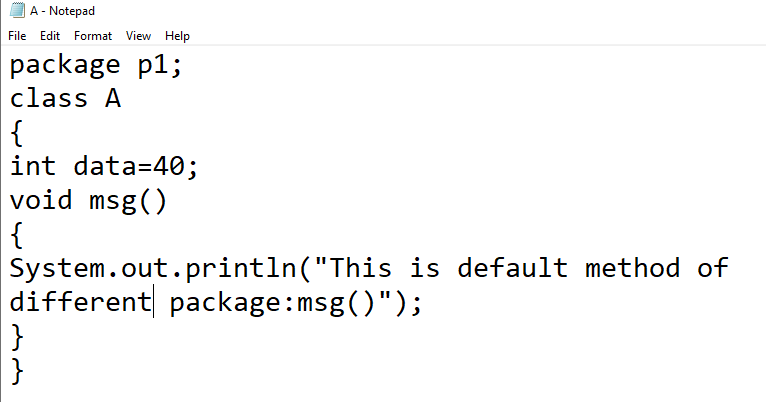 A - Notepad
File Edit Format View Help
package p1;
class A
{
int data=40;
void msg()
{
System.out.println("This is default method of
different package:msg()");
}
}